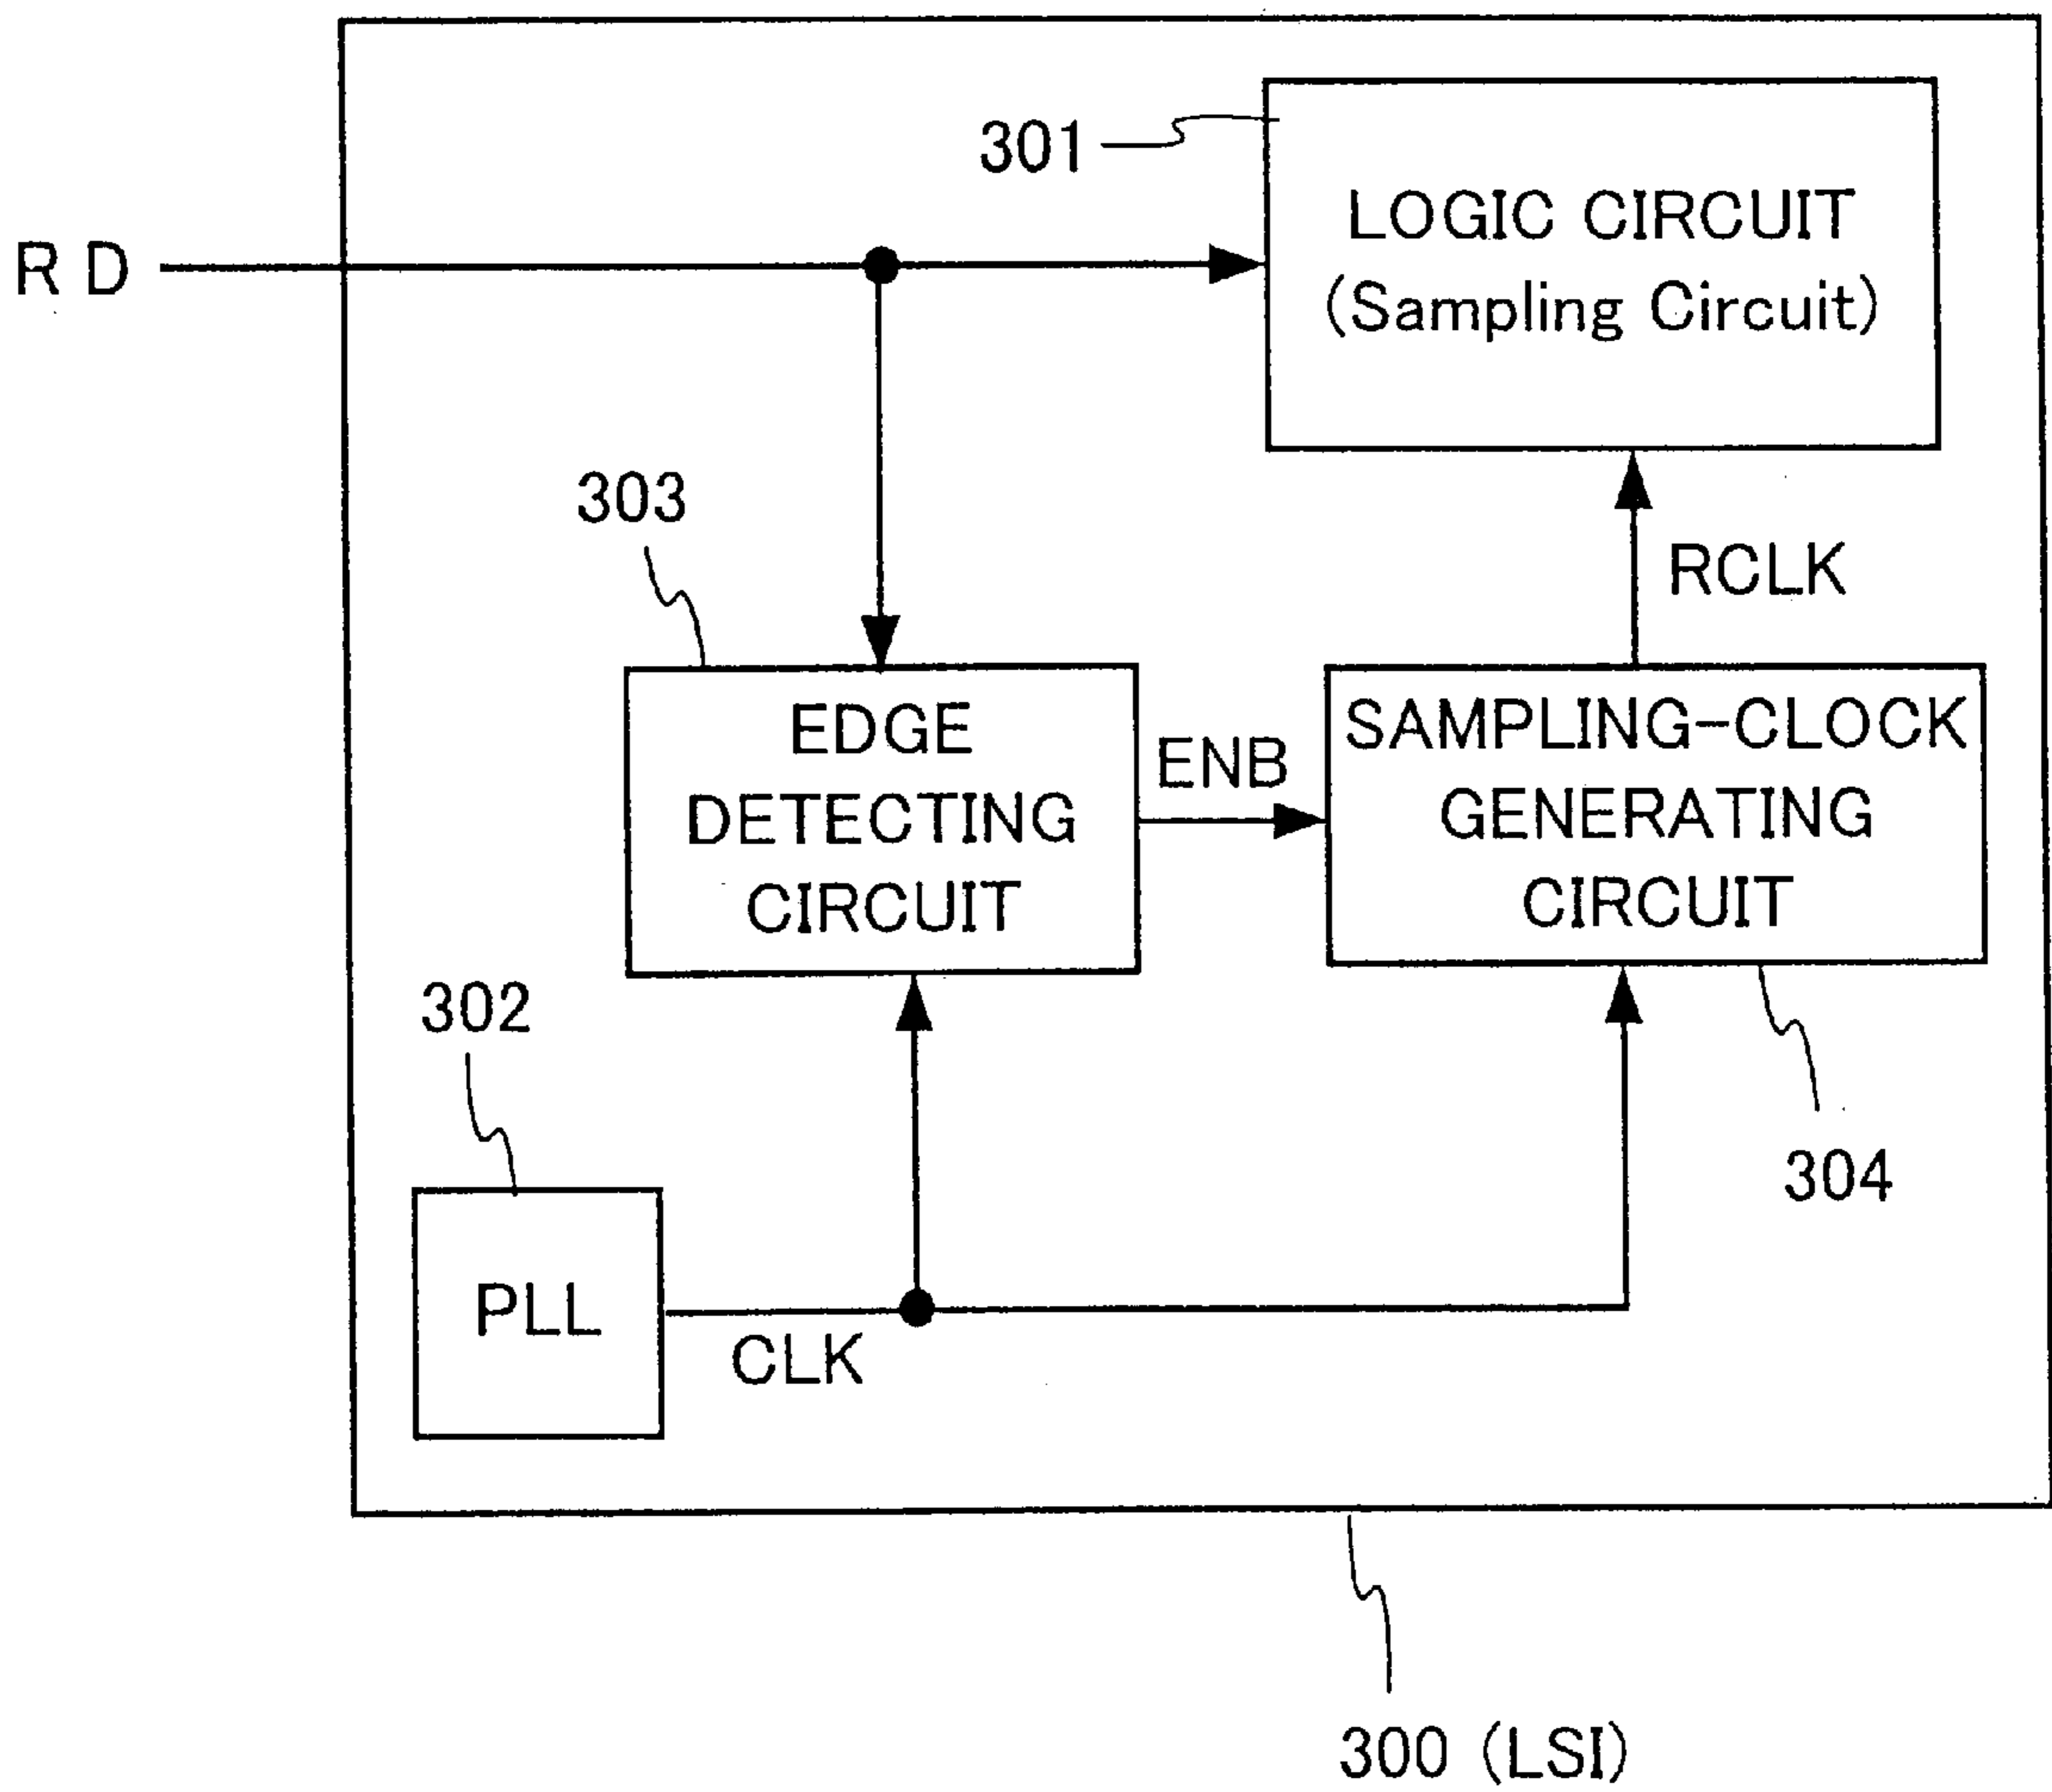 301
LOGIC CIRCUIT
(Sampling Circuit)
R D
303
RCLK
EDGE
DETECTING
CIRCUIT
ENB
SAMPLING-CLOCK
GENERATING
CIRCUIT
302
304
PLL
CLK
300 (LSI)